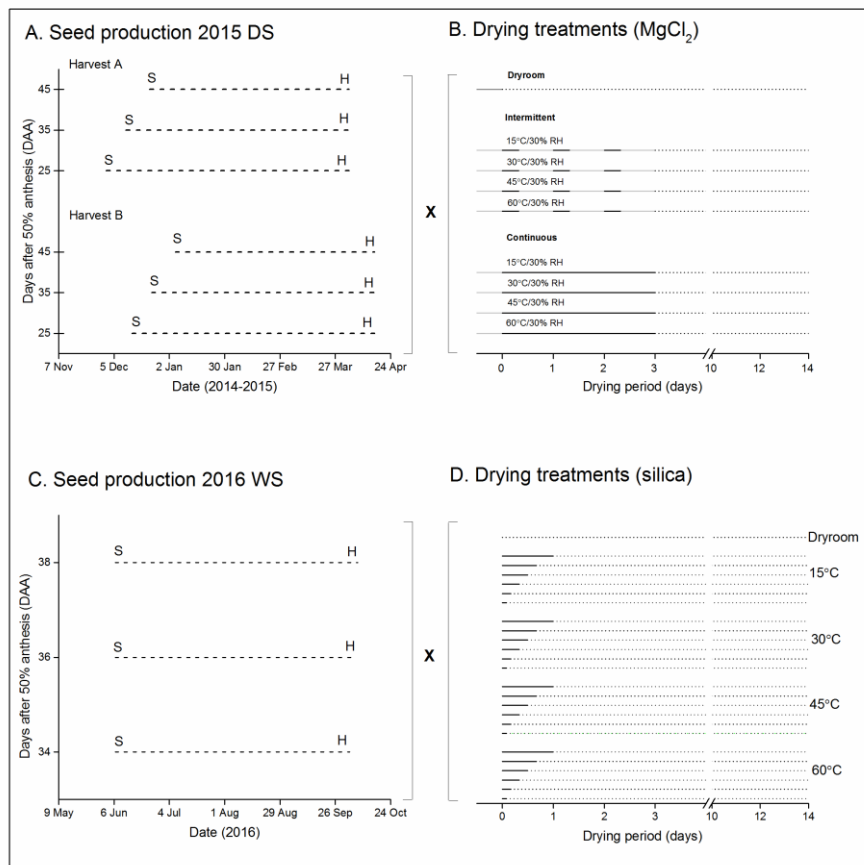 A. Seed production 2015 DS
Harvest A
S H
45
S H
35
S H
25
Harvest B
S H
45
S H
35
S H
25
Days after 50% anthesis (DAA)
7 Nov 5 Dec 2 Jan 30 Jan 27 Feb 27 Mar 24 Apr
Date (2014-2015)
X
B. Drying treatments (MgCl₂)
Dryroom
Intermittent
15°C/30% RH
30°C/30% RH
45°C/30% RH
60°C/30% RH
Continuous
15°C/30% RH
30°C/30% RH
45°C/30% RH
60°C/30% RH
0 1 2 3 10 12 14
Drying period (days)
C. Seed production 2016 WS
S H
38
S H
36
S H
34
Days after 50% anthesis (DAA)
9 May 6 Jun 4 Jul 1 Aug 29 Aug 26 Sep 24 Oct
Date (2016)
X
D. Drying treatments (silica)
Dryroom
15°C
30°C
45°C
60°C
0 1 2 3 10 12 14
Drying period (days)